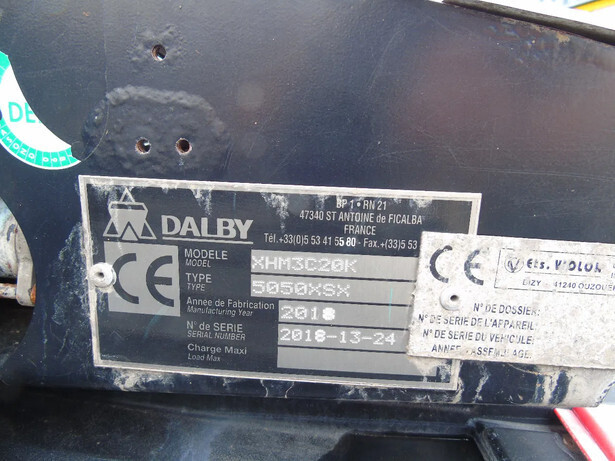 DE
BP 1 • RN 21
47340 ST ANTOINE de FICALBA
FRANCE
Tél.+33(0)5 53 41 55 80 - Fax.+(33)5 53
DALBY
CE
MODELE
MODEL
XHM3C20K
TYPE
TYPE
5050XSX
Année de Fabrication
Manufacturing Year
2018
N° de SERIE
SERIAL NUMBER
2018-13-24
Charge Maxi
Load Max
Ets.
41240 OUZOUER
N° DE DOSSIER:
N° DE SERIE DE L'APPAREIL:
N° DE SERIE DU VEHICULE: